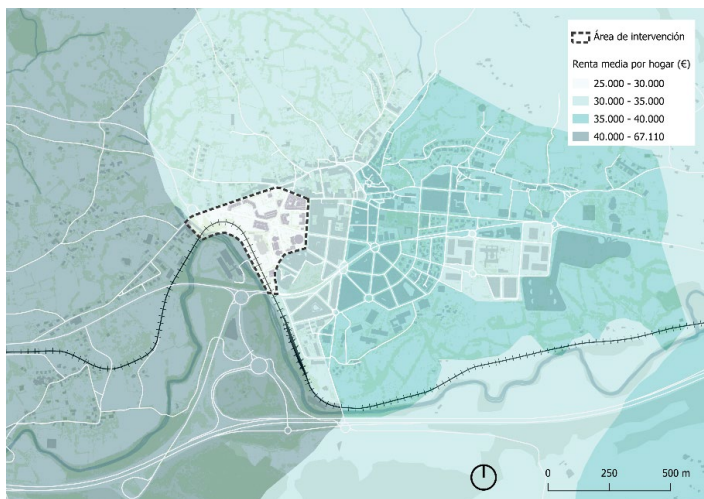 Área de intervención
Renta media por hogar (€)
25.000 - 30.000
30.000 - 35.000
35.000 - 40.000
40.000 - 67.110
0 250 500 m